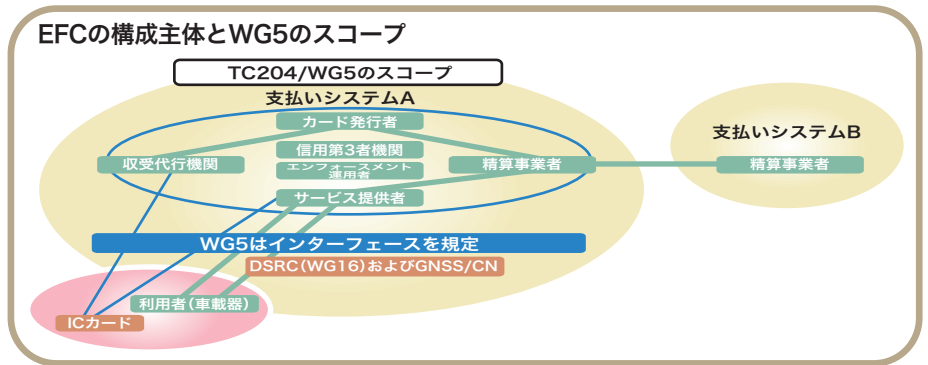 EFCの構成主体とWG5のスコープ
TC204/WG5のスコープ
支払いシステムA
カード発行者
信用第3者機関
収受代行機関
エンフォースメント
運用者
精算事業者
サービス提供者
支払いシステムB
精算事業者
WG5はインターフェースを規定
DSRC(WG16)およびGNSS/CN
利用者(車載器)
ICカード